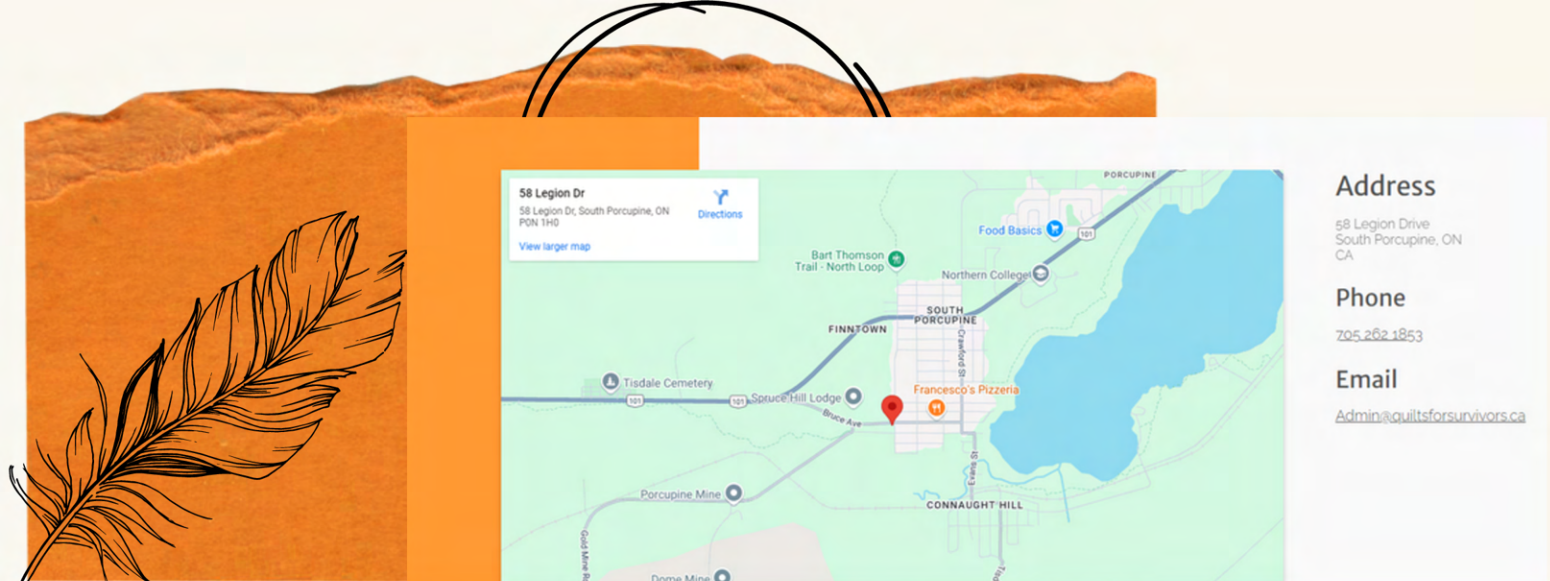 58 Legion Dr
58 Legion Dr, South Porcupine, ON
P0N 1H0
Directions
View larger map
PORCUPINE
Food Basics
101
Bart Thomson
Trail - North Loop
Northern College
SOUTH
PORCUPINE
FINNTOWN
Crawford St
Tisdale Cemetery
101
101
Spruce Hill Lodge
Francesco's Pizzeria
Bruce Ave
Evans St
Porcupine Mine
CONNAUGHT HILL
Gold Mine R
Dome Mine
Tisd
Address
58 Legion Drive
South Porcupine, ON
CA
Phone
705.262.1853
Email
Admin@quiltsforsurvivors.ca